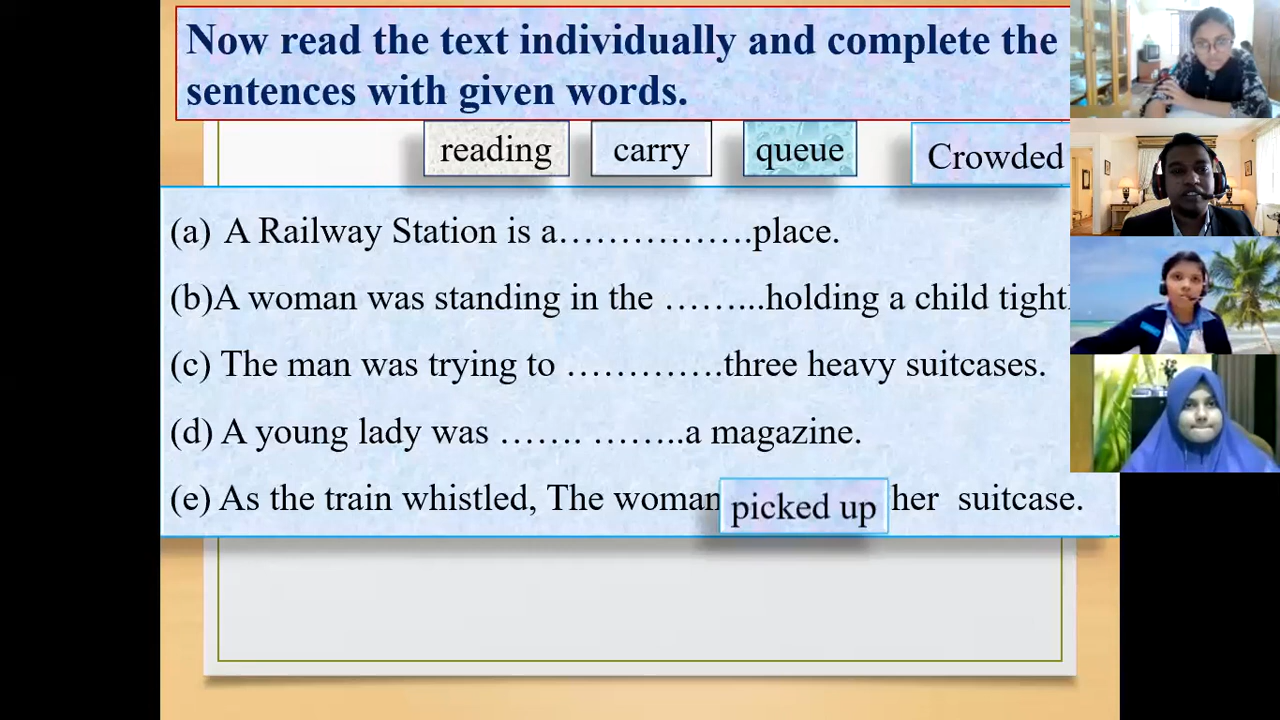 Now read the text individually and complete the
sentences with given words.
reading carry queue Crowded
(a) A Railway Station is a…………….place.
(b)A woman was standing in the ……...holding a child tightl
(c) The man was trying to ………….three heavy suitcases.
(d) A young lady was ……. ……..a magazine.
(e) As the train whistled, The woman picked up her suitcase.